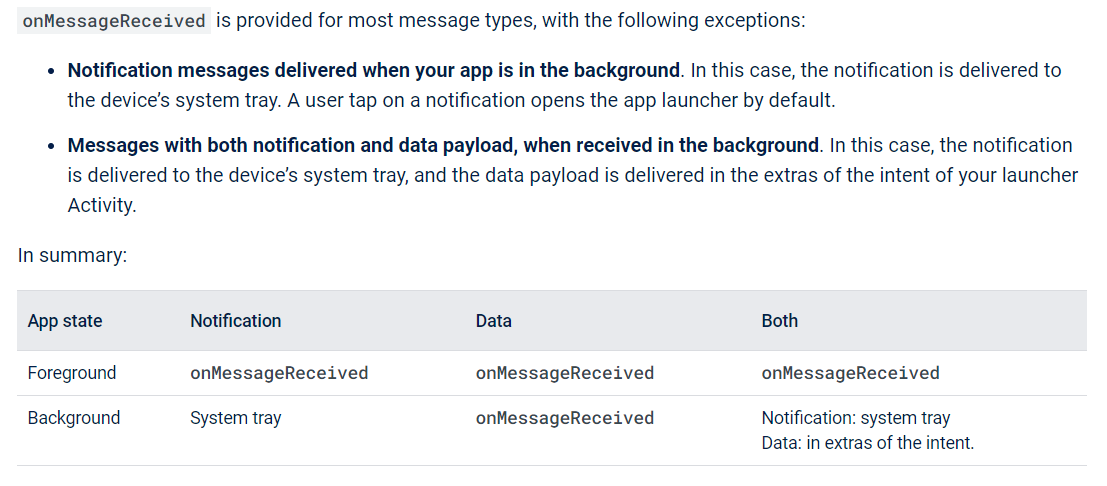 onMessageReceived is provided for most message types, with the following exceptions:
• Notification messages delivered when your app is in the background. In this case, the notification is delivered to
the device’s system tray. A user tap on a notification opens the app launcher by default.
• Messages with both notification and data payload, when received in the background. In this case, the notification
is delivered to the device’s system tray, and the data payload is delivered in the extras of the intent of your launcher
Activity.
In summary:
App state Notification Data Both
Foreground onMessageReceived onMessageReceived onMessageReceived
Background System tray onMessageReceived Notification: system tray
Data: in extras of the intent.